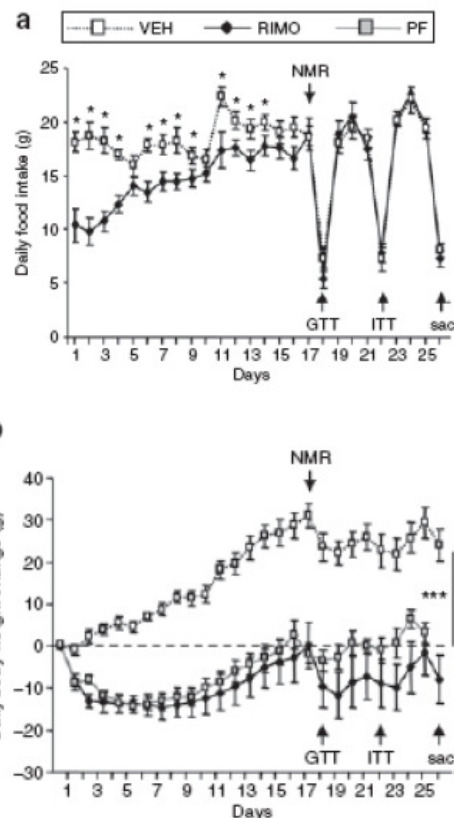 a
VEH RIMO PF
NMR
25
20
15
10
5
0
* * * * * * * * * * * *
Daily food intake (g)
GTT ITT sac
1 3 5 7 9 11 13 15 17 19 21 23 25
Days
NMR
40
30
20
10
0
−10
−20
−30
***
GTT ITT sac
1 3 5 7 9 11 13 15 17 19 21 23 25
Days